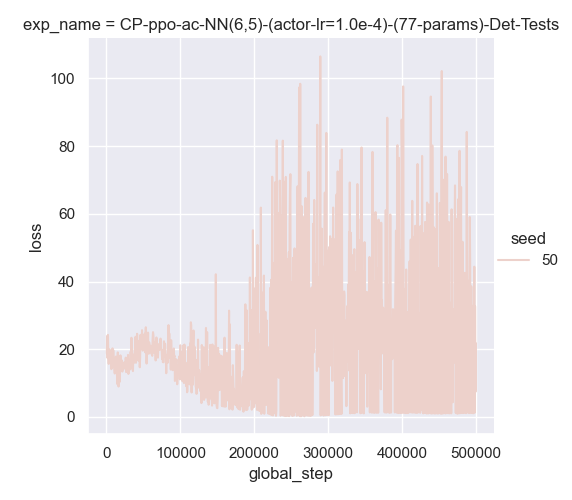 exp_name = CP-ppo-ac-NN(6,5)-(actor-lr=1.0e-4)-(77-params)-Det-Tests
100
80
60
40
20
0
loss
0 100000 200000 300000 400000 500000
global_step
seed
50